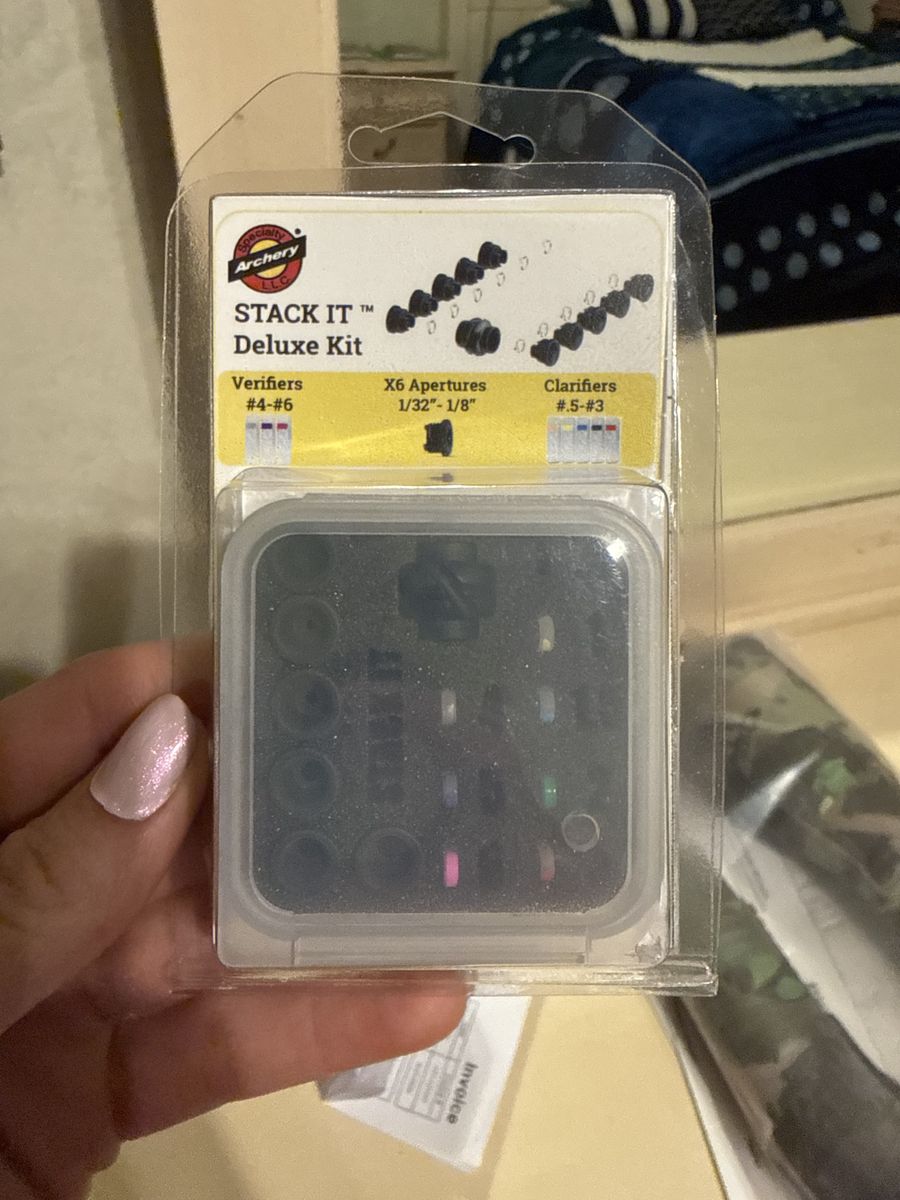 Specialty
Archery
L.L.C.
STACK IT ™
Deluxe Kit
Verifiers
#4-#6
X6 Apertures
1/32”- 1/8”
Clarifiers
#.5-#3
Invoice